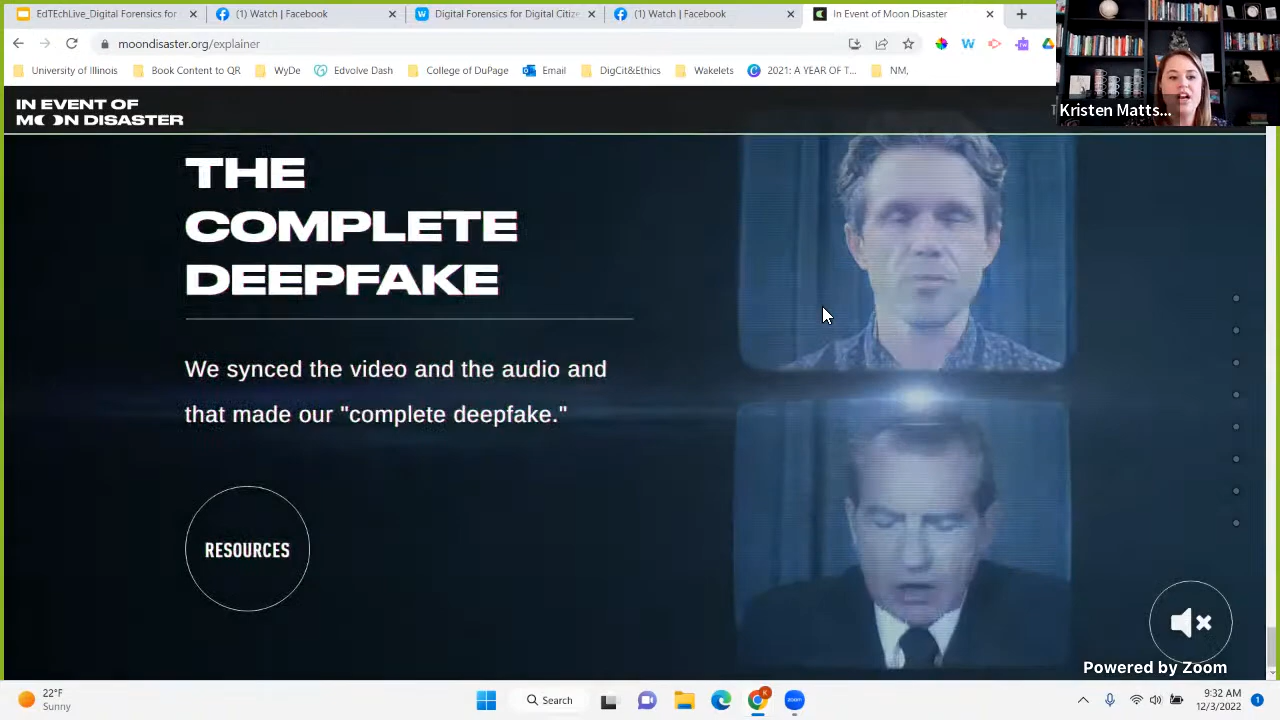 EdTEchLive_Digital Forensics for
(1) Watch | Facebook
Digital Forensics for Digital Citize
(1) Watch | Facebook
In Event of Moon Disaster
moondisaster.org/explainer
University of Illinois
Book Content to QR
WyDe
Edvolve Dash
College of DuPage
Email
DigCit&Ethics
Wakelets
2021: A YEAR OF T...
NM,
Kristen Matts...
IN EVENT OF
MOON DISASTER
THE
COMPLETE
DEEPFAKE
We synced the video and the audio and
that made our "complete deepfake."
RESOURCES
Powered by Zoom
22°F
Sunny
Search
9:32 AM
12/3/2022
1